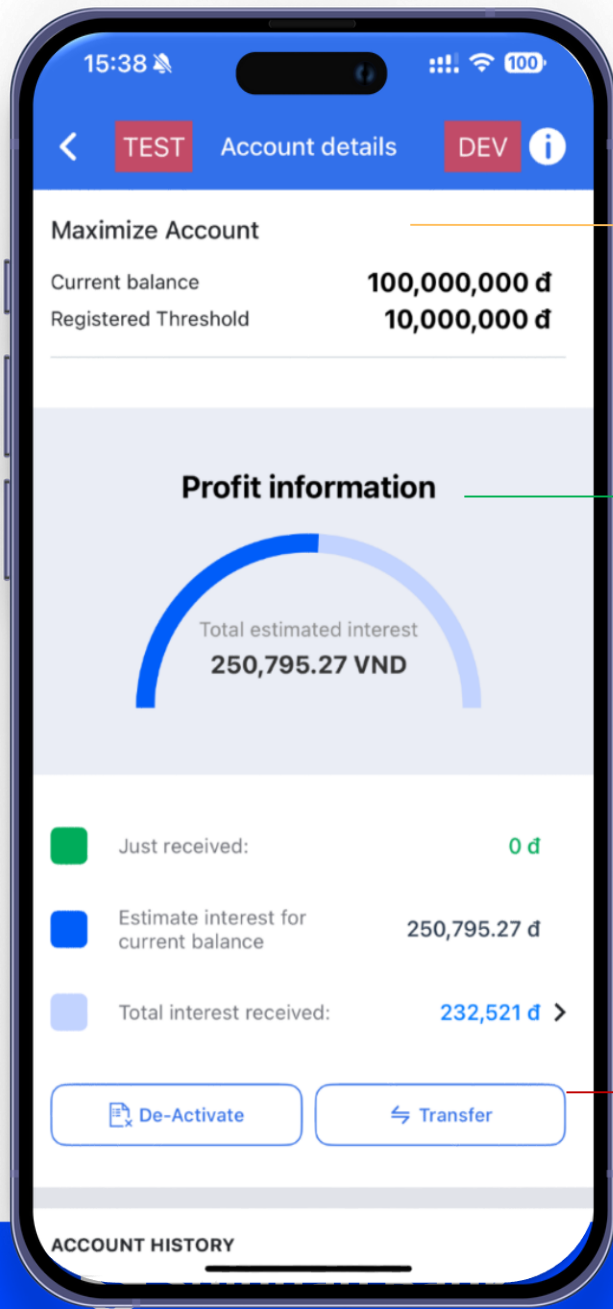 15:38 100
TEST Account details DEV i
Maximize Account
Current balance 100,000,000 đ
Registered Threshold 10,000,000 đ
Profit information
Total estimated interest
250,795.27 VND
Just received: 0 đ
Estimate interest for
current balance 250,795.27 đ
Total interest received: 232,521 đ
De-Activate Transfer
ACCOUNT HISTORY